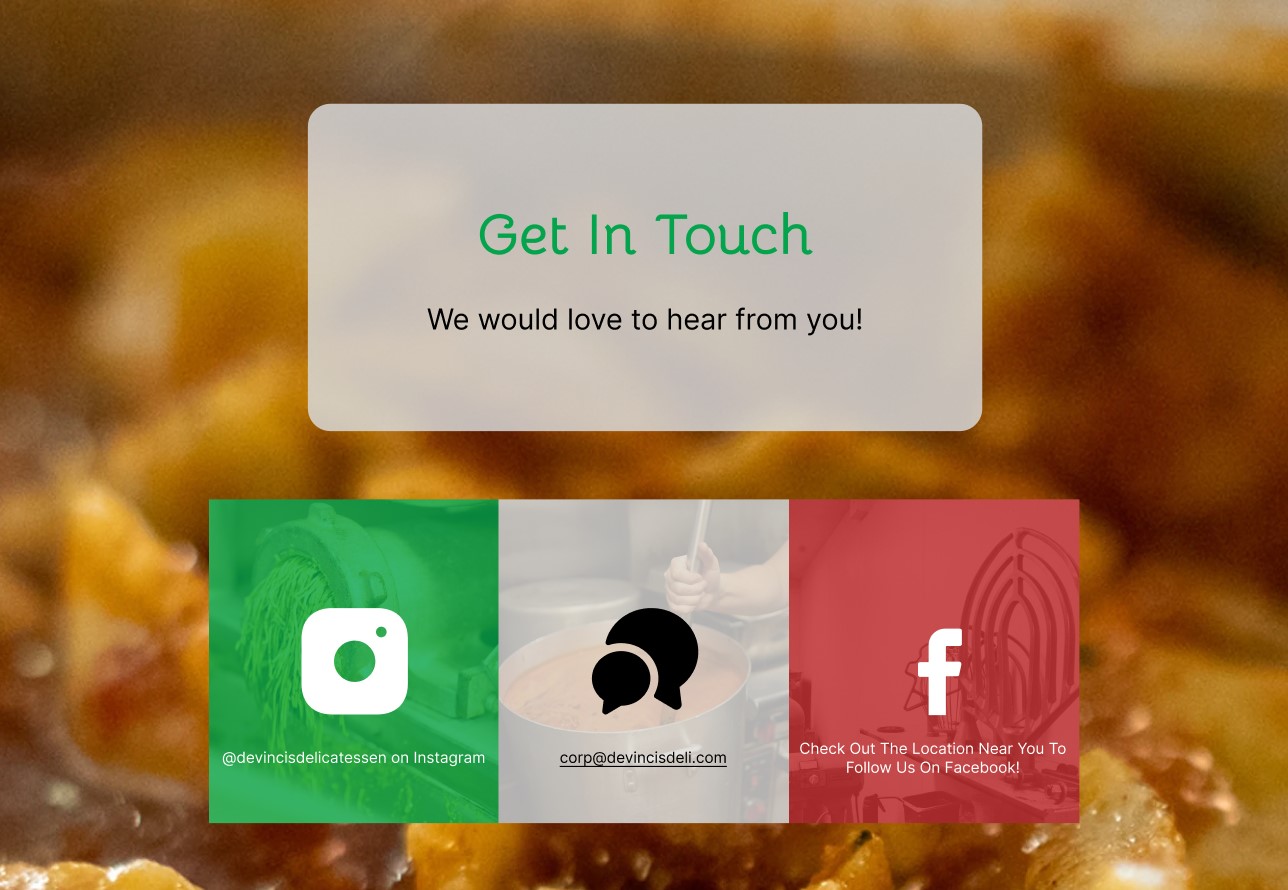 Get In Touch
We would love to hear from you!
@devincisdelicatessen on Instagram
corp@devincisdeli.com
Check Out The Location Near You To
Follow Us On Facebook!